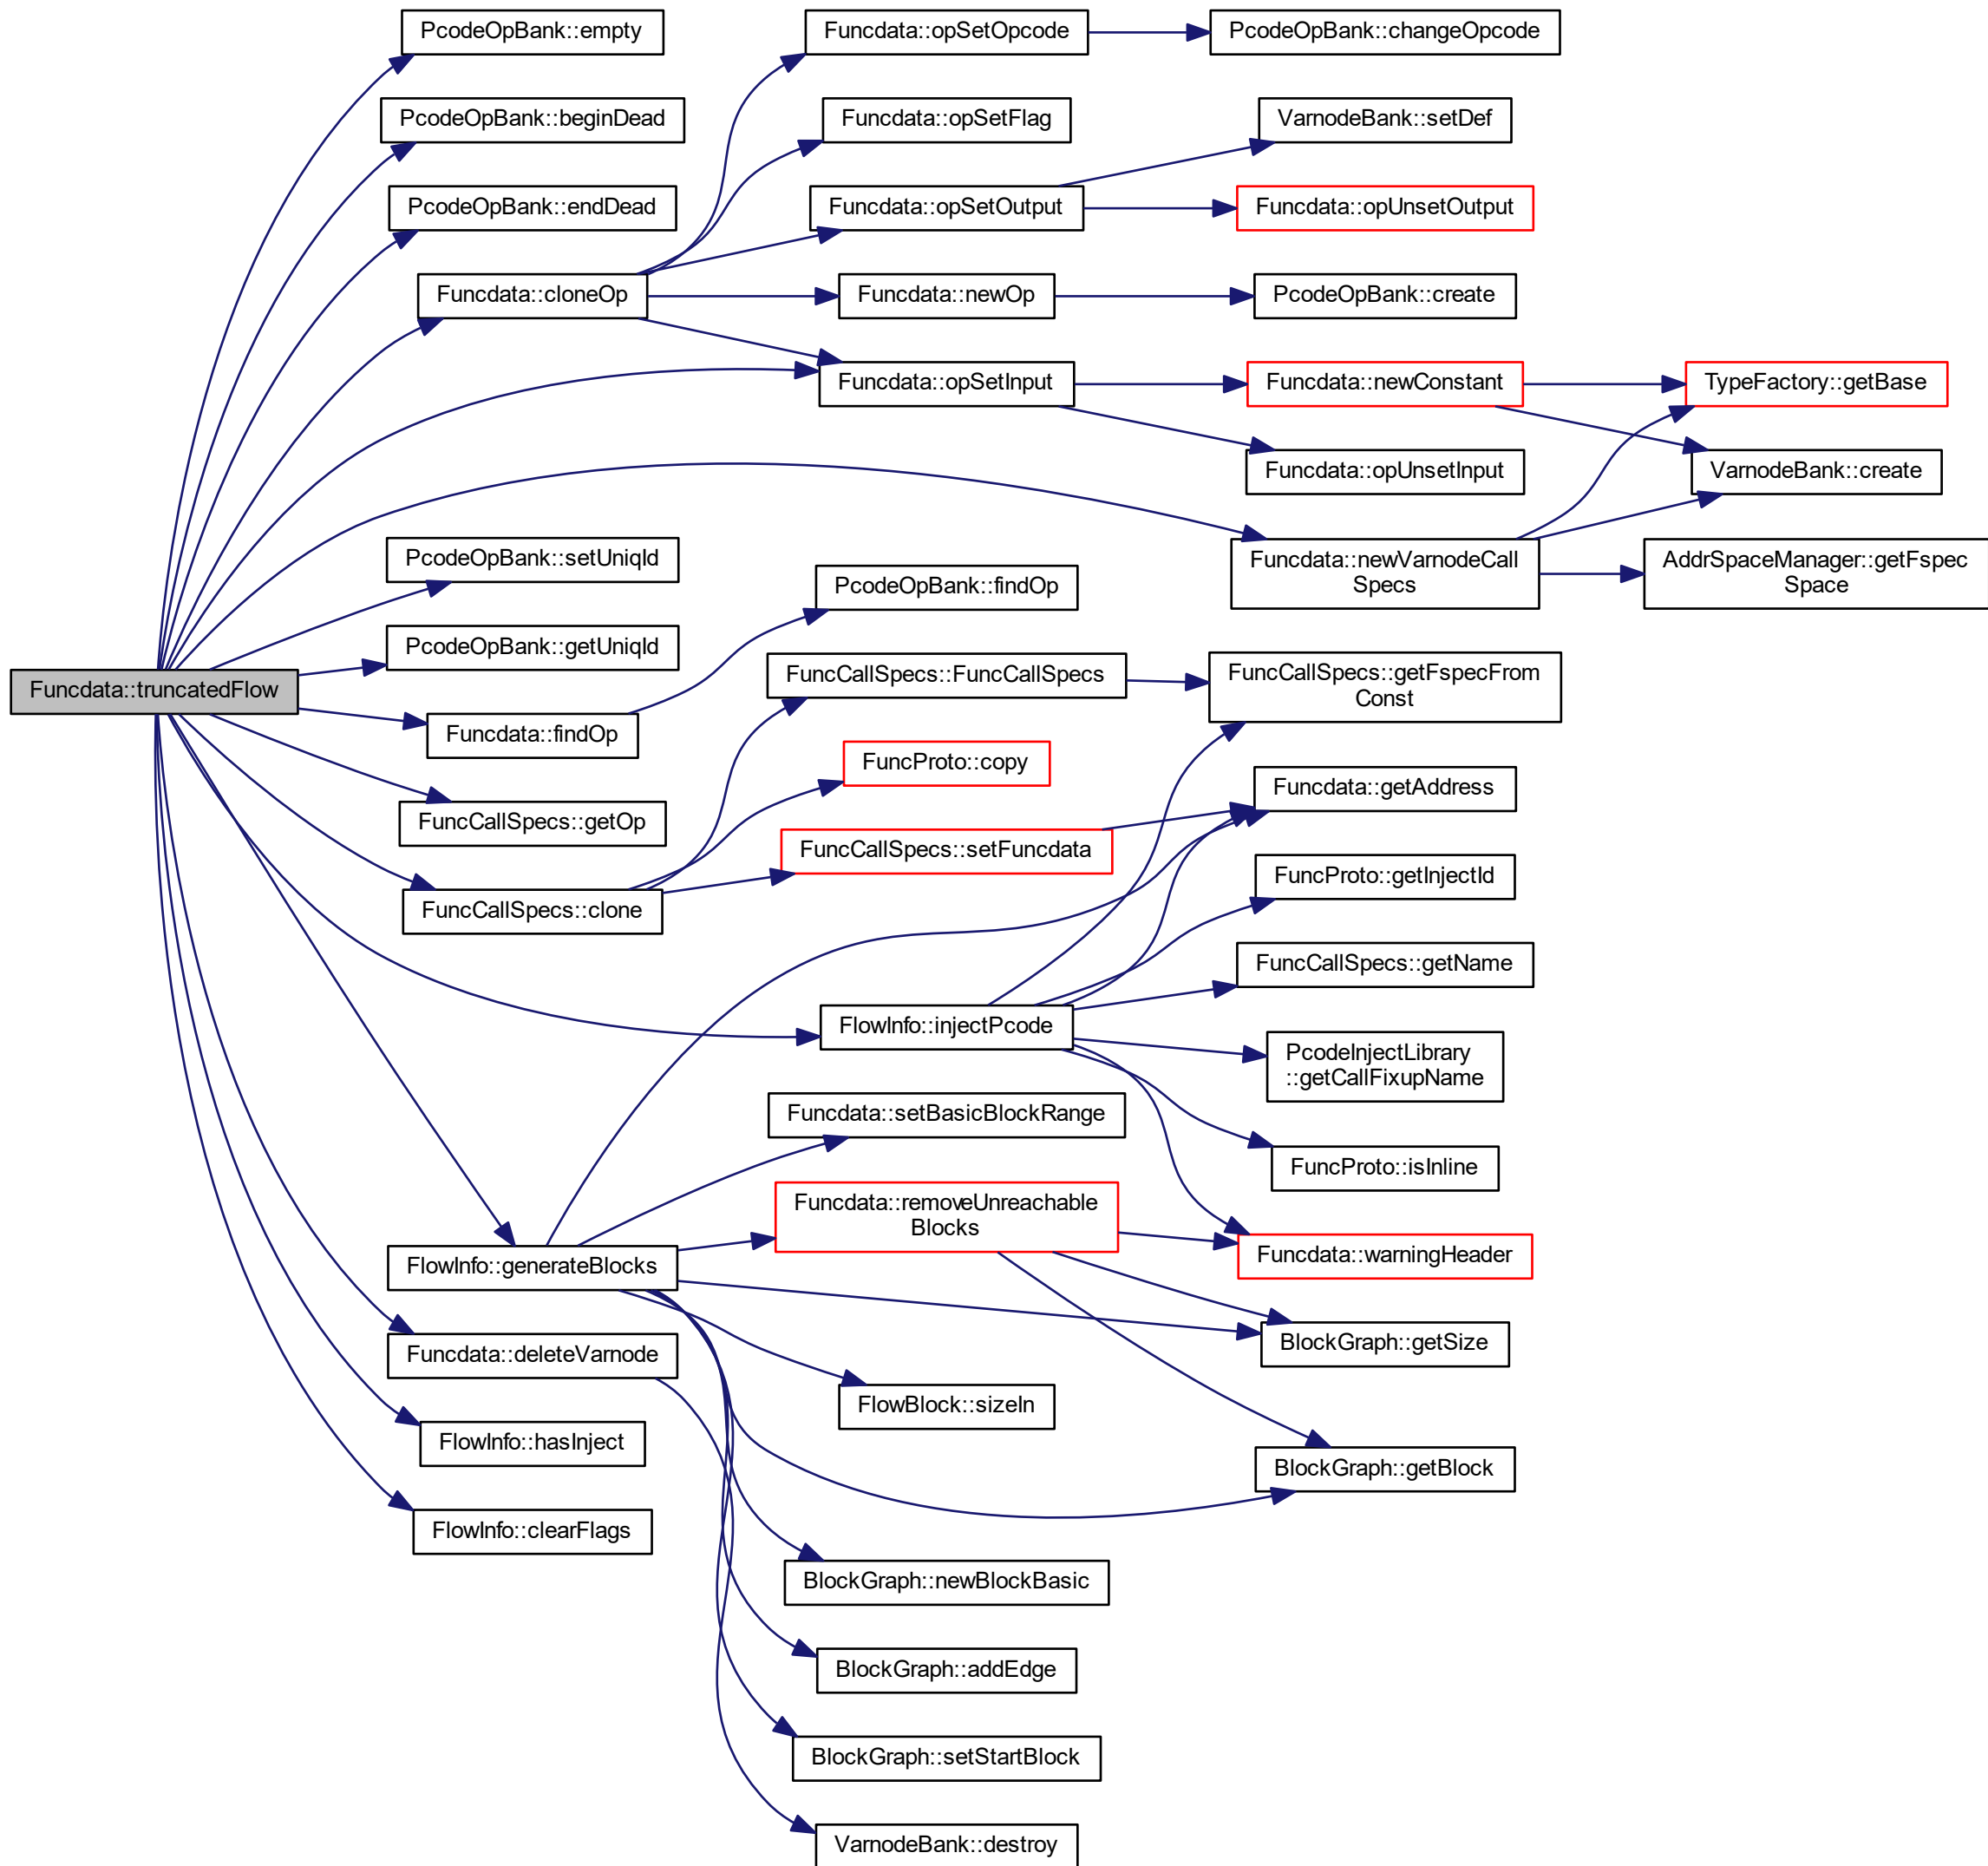 PcodeOpBank::empty
Funcdata::opSetOpcode
PcodeOpBank::changeOpcode
PcodeOpBank::beginDead
Funcdata::opSetFlag
VarnodeBank::setDef
PcodeOpBank::endDead
Funcdata::opSetOutput
Funcdata::opUnsetOutput
Funcdata::cloneOp
Funcdata::newOp
PcodeOpBank::create
Funcdata::opSetInput
Funcdata::newConstant
TypeFactory::getBase
Funcdata::opUnsetInput
VarnodeBank::create
PcodeOpBank::setUniqId
PcodeOpBank::findOp
Funcdata::newVarnodeCall
Specs
AddrSpaceManager::getFspec
Space
PcodeOpBank::getUniqId
Funcdata::truncatedFlow
FuncCallSpecs::FuncCallSpecs
FuncCallSpecs::getFspecFrom
Const
Funcdata::findOp
FuncProto::copy
Funcdata::getAddress
FuncCallSpecs::getOp
FuncCallSpecs::setFuncdata
FuncProto::getInjectId
FuncCallSpecs::clone
FuncCallSpecs::getName
FlowInfo::injectPcode
PcodeInjectLibrary
::getCallFixupName
Funcdata::setBasicBlockRange
FuncProto::isInline
Funcdata::removeUnreachable
Blocks
FlowInfo::generateBlocks
Funcdata::warningHeader
Funcdata::deleteVarnode
BlockGraph::getSize
FlowBlock::sizeIn
FlowInfo::hasInject
BlockGraph::getBlock
FlowInfo::clearFlags
BlockGraph::newBlockBasic
BlockGraph::addEdge
BlockGraph::setStartBlock
VarnodeBank::destroy